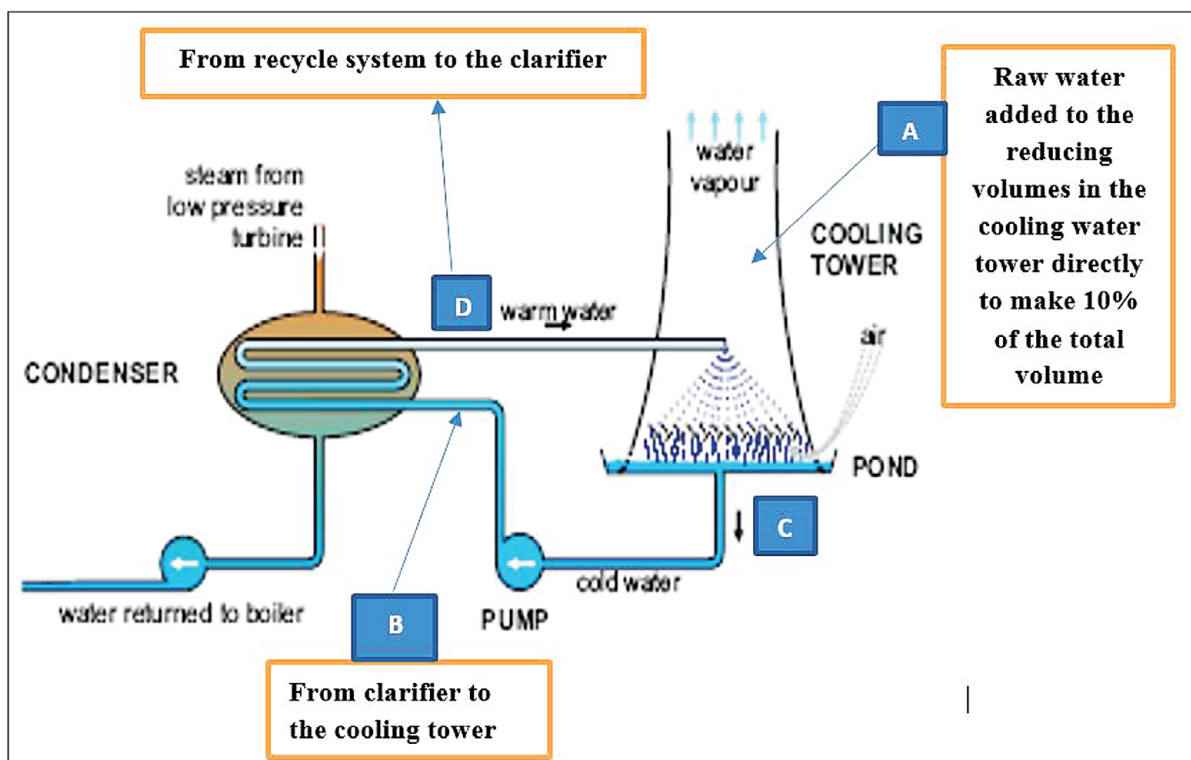 From recycle system to the clarifier
A
Raw water
added to the
reducing
volumes in the
cooling water
tower directly
to make 10%
of the total
volume
water
vapour
steam from
low pressure
turbine
COOLING
TOWER
D
warm water
air
CONDENSER
POND
C
cold water
water returned to boiler
B
PUMP
From clarifier to
the cooling tower